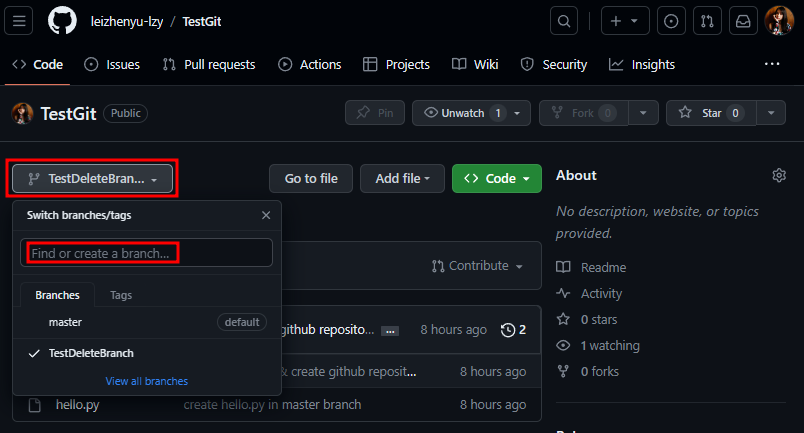 leizhenyu-lzy / TestGit
Code Issues Pull requests Actions Projects Wiki Security Insights ...
TestGit Public Pin Unwatch 1 Fork 0 Star 0
TestDeleteBran... Go to file Add file Code
Switch branches/tags
Find or create a branch...
Contribute
Branches Tags
master default
TestDeleteBranch
View all branches
github reposito... ... 8 hours ago 2
& create github reposit... 8 hours ago
hello.py create hello.py in master branch 8 hours ago
About
No description, website, or topics
provided.
Readme
Activity
0 stars
1 watching
0 forks